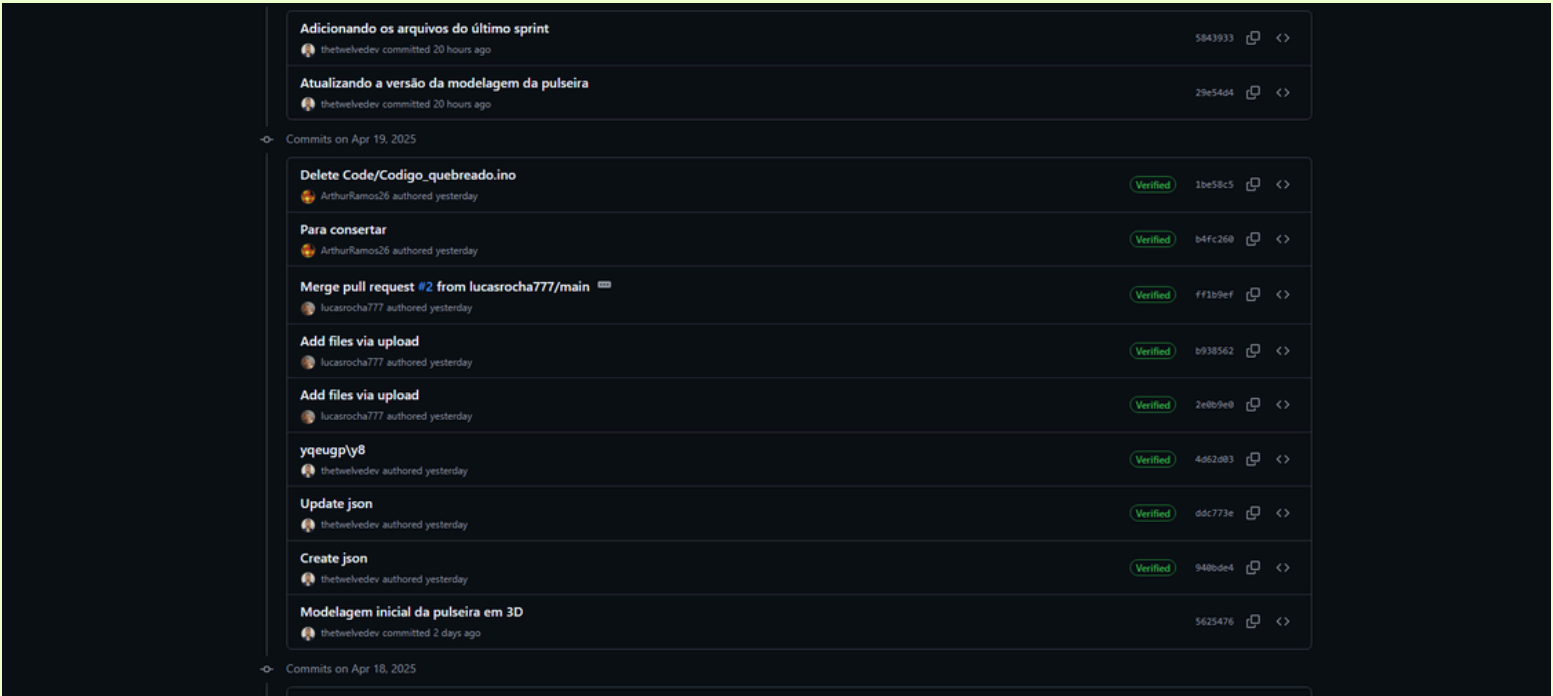 Adicionando os arquivos do último sprint
thetwelvedev committed 20 hours ago
5843933
Atualizando a versão da modelagem da pulseira
thetwelvedev committed 20 hours ago
29e54d4
Commits on Apr 19, 2025
Delete Code/Codigo_quebreado.ino
ArthurRamos26 authored yesterday
Verified 1be58c5
Para consertar
ArthurRamos26 authored yesterday
Verified b4fc260
Merge pull request #2 from lucasrocha777/main
lucasrocha777 authored yesterday
Verified ff1b9ef
Add files via upload
lucasrocha777 authored yesterday
Verified b938562
Add files via upload
lucasrocha777 authored yesterday
Verified 2e0b9e0
yqeugp\y8
thetwelvedev authored yesterday
Verified 4d62d03
Update json
thetwelvedev authored yesterday
Verified ddc773e
Create json
thetwelvedev authored yesterday
Verified 940bde4
Modelagem inicial da pulseira em 3D
thetwelvedev committed 2 days ago
5625476
Commits on Apr 18, 2025